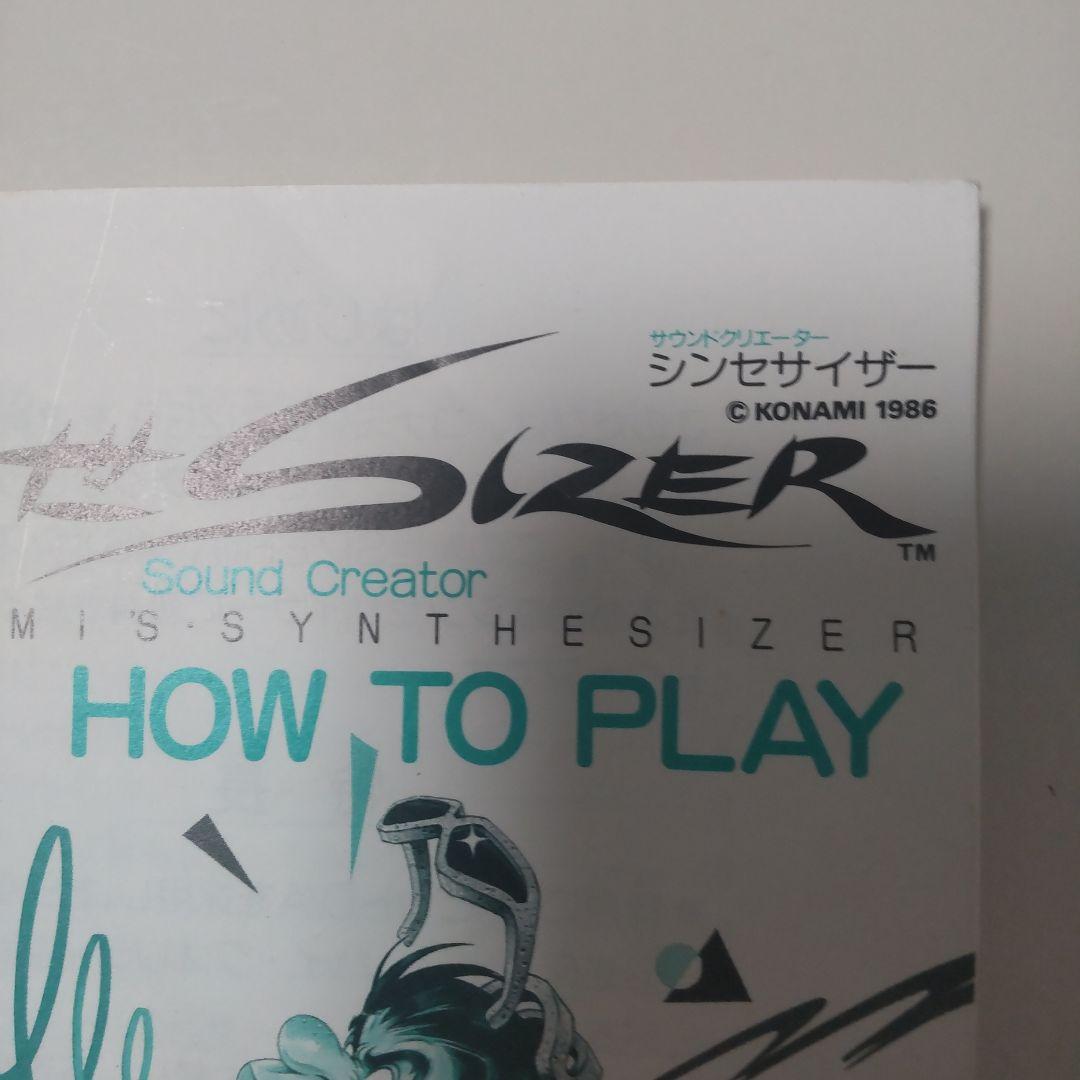 サウンドクリエーター
シンセサイザー
© KONAMI 1986
SIZER
TM
Sound Creator
MI'S·SYNTHESIZER
HOW TO PLAY